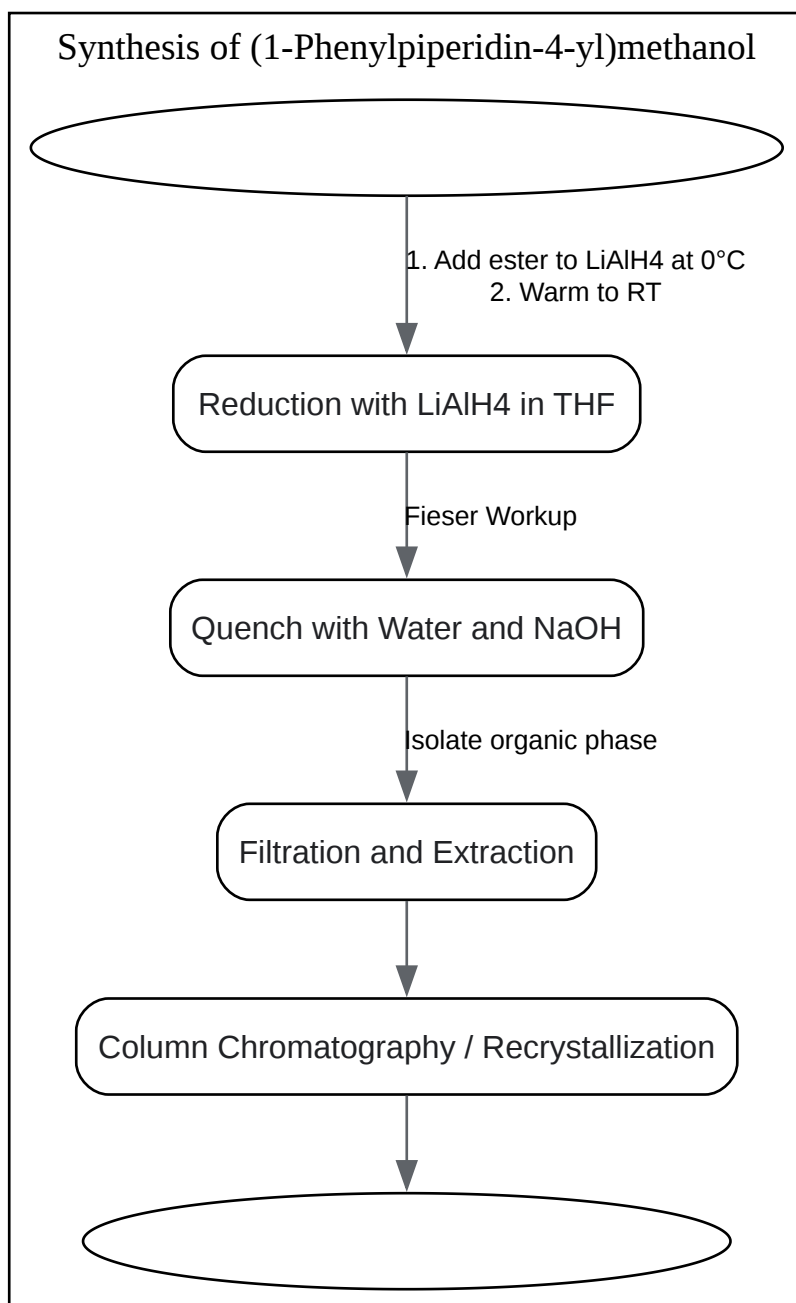 Synthesis of (1-Phenylpiperidin-4-yl)methanol
1. Add ester to LiAlH4 at 0°C
2. Warm to RT
Reduction with LiAlH4 in THF
Fieser Workup
Quench with Water and NaOH
Isolate organic phase
Filtration and Extraction
Column Chromatography / Recrystallization